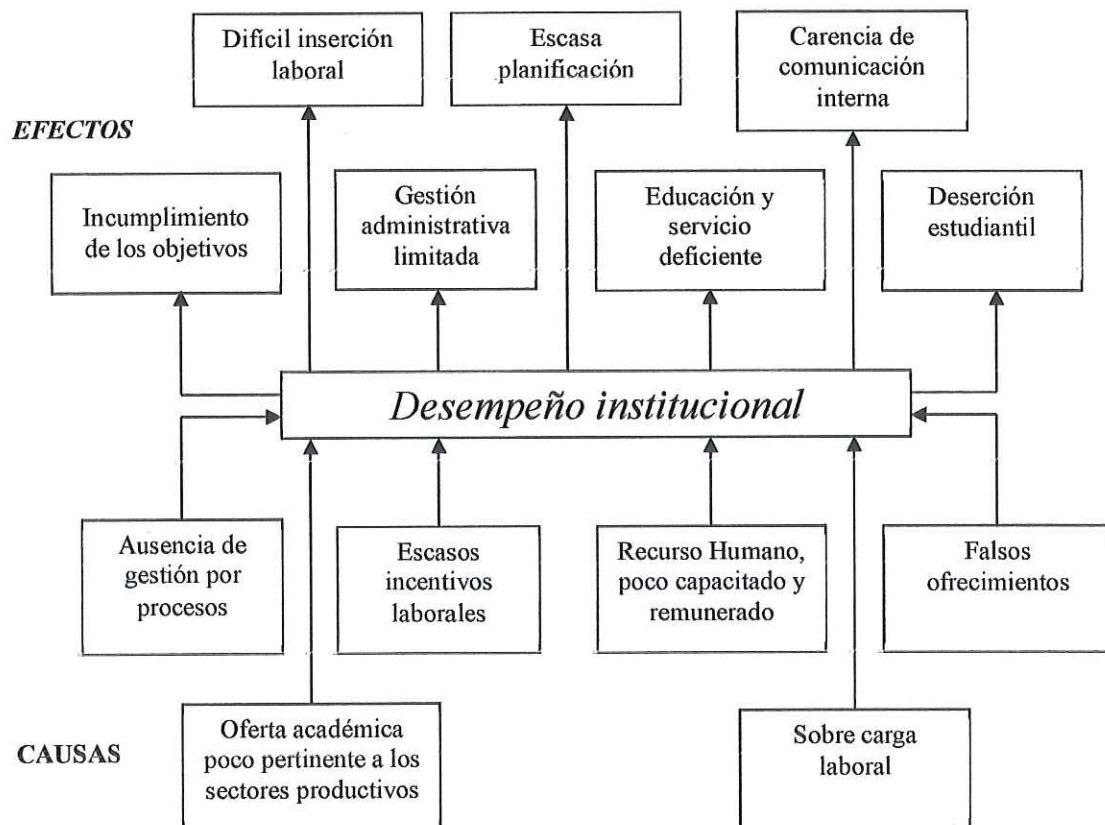 Difícil inserción
laboral
Escasa
planificación
Carencia de
comunicación
interna
EFECTOS
Incumplimiento
de los objetivos
Gestión
administrativa
limitada
Educación y
servicio
deficiente
Deserción
estudiantil
Desempeño institucional
Ausencia de
gestión por
procesos
Escasos
incentivos
laborales
Recurso Humano,
poco capacitado y
remunerado
Falsos
ofrecimientos
CAUSAS
Oferta académica
poco pertinente a los
sectores productivos
Sobre carga
laboral